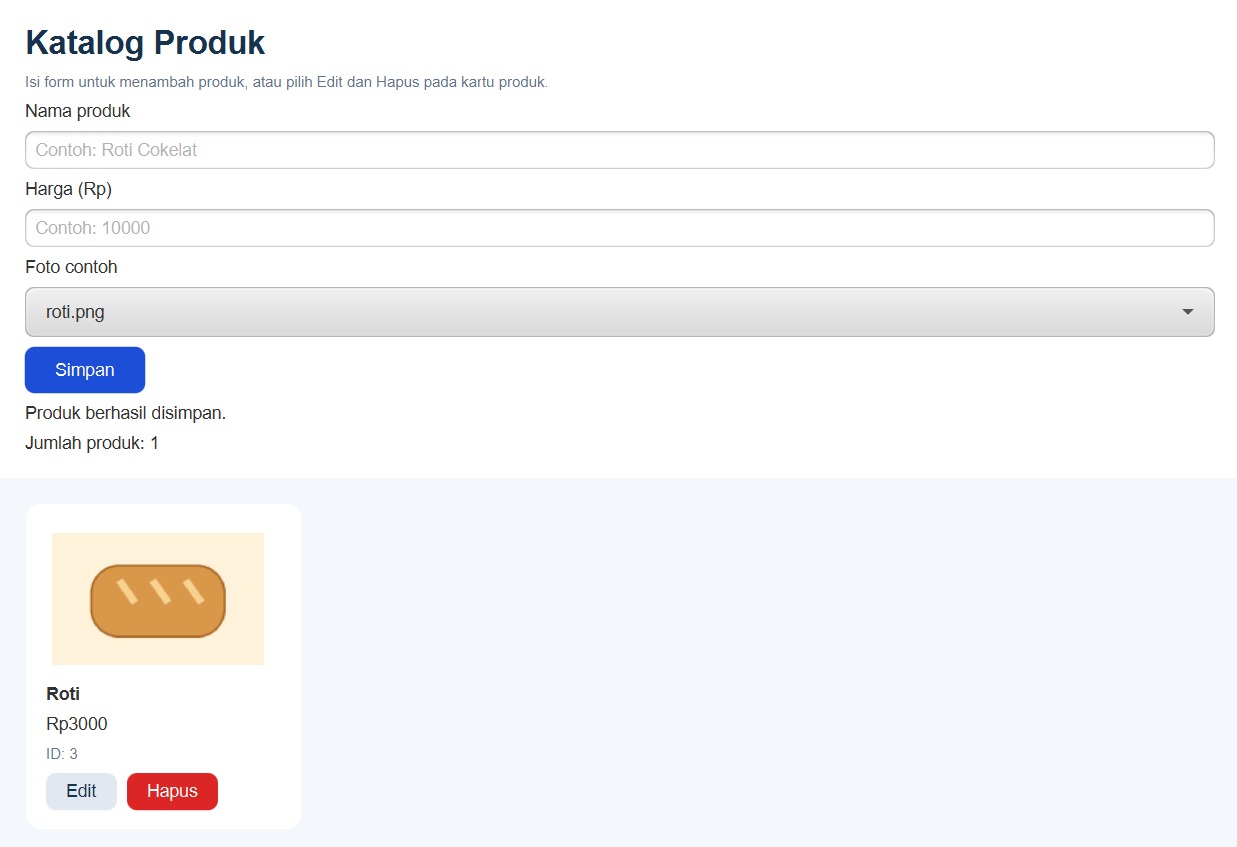 Katalog Produk
Isi form untuk menambah produk, atau pilih Edit dan Hapus pada kartu produk.
Nama produk
Contoh: Roti Cokelat
Harga (Rp)
Contoh: 10000
Foto contoh
roti.png
Simpan
Produk berhasil disimpan.
Jumlah produk: 1
Roti
Rp3000
ID: 3
Edit Hapus